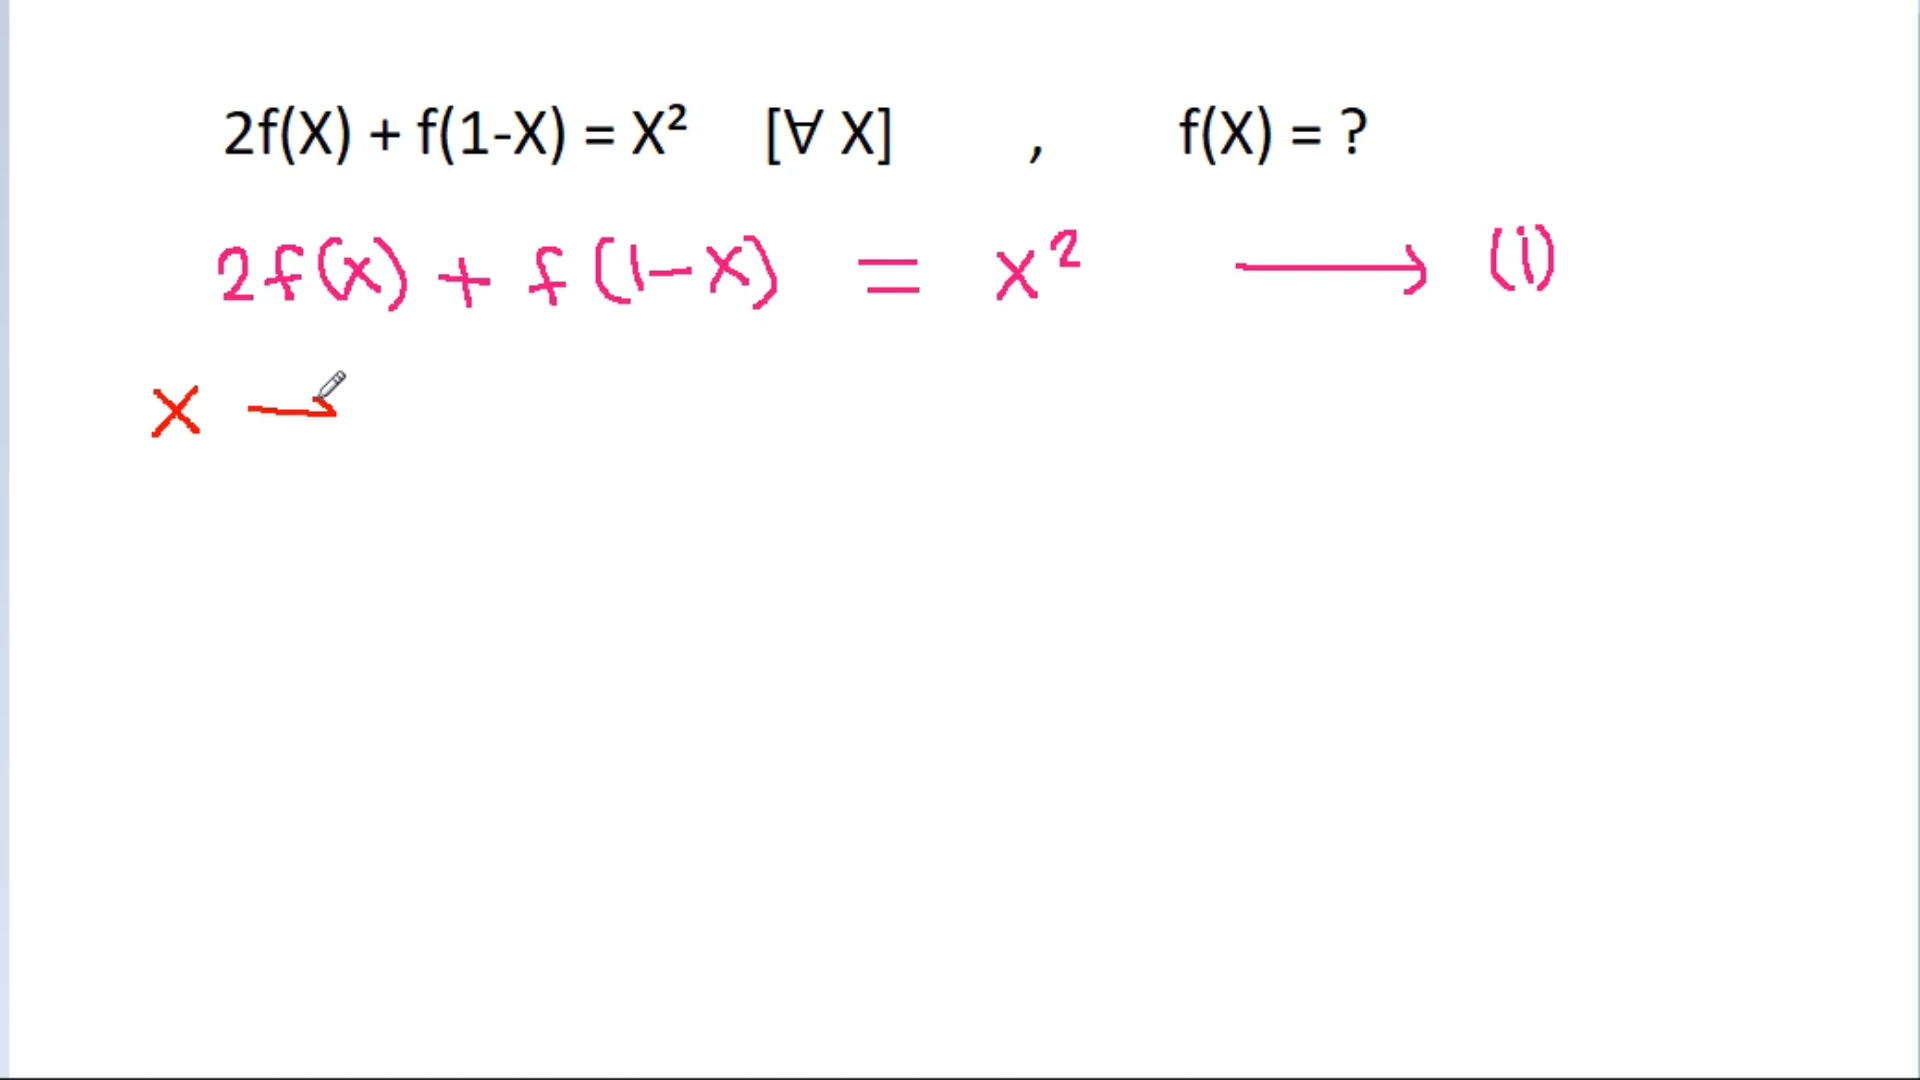 2f(X) + f(1-X) = X² [∀ X] , f(X) = ?
2f(x) + f(1-x) = x² ⟶ (i)
x →